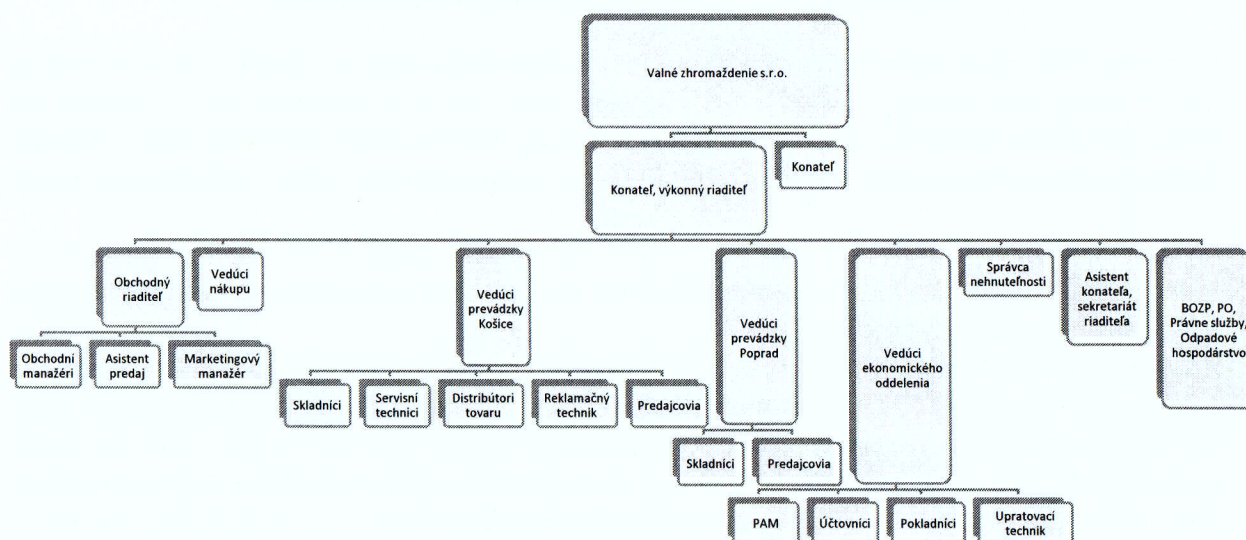 Valné zhromaždenie s.r.o.
Konateľ, výkonný riaditeľ
Konateľ
Obchodný
riaditeľ
Vedúci
nákupu
Vedúci
prevádzky
Košice
Vedúci
prevádzky
Poprad
Vedúci
ekonomického
oddelenia
Správca
nehnuteľnosti
Asistent
konateľa,
sekretariát
riaditeľa
BOZP, PO,
Právne služby,
Odpadové
hospodárstvo
Obchodní
manažéri
Asistent
predaj
Marketingový
manažér
Skladníci
Servisní
technici
Distribútori
tovaru
Reklamačný
technik
Predajcovia
Skladníci
Predajcovia
PAM
Účtovníci
Pokladníci
Upratovací
technik